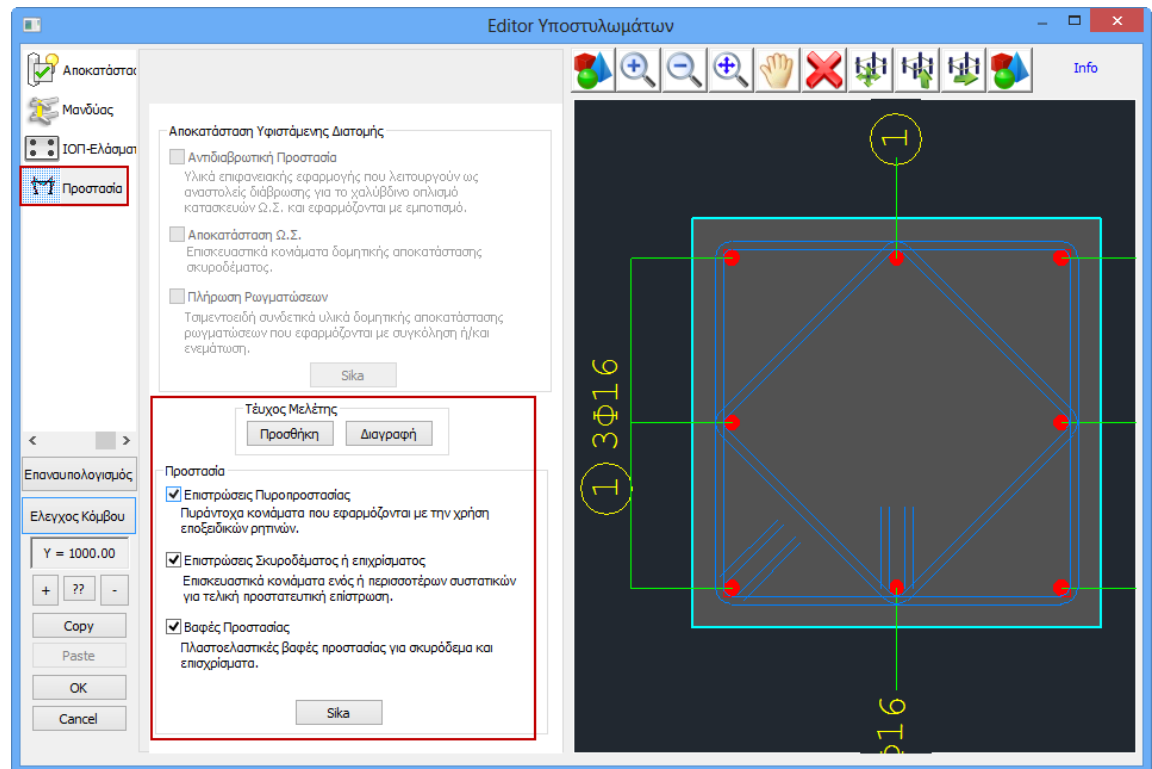 Editor Υποστυλωμάτων
Αποκατάστας
Μανδύας
ΙΟΠ-Ελάσματ
Προστασία
Επαναυπολογισμός
Ελεγχος Κόμβου
Y = 1000.00
+ ?? -
Copy
Paste
OK
Cancel
Αποκατάσταση Υφιστάμενης Διατομής
Αντιδιαβρωτική Προστασία
Υλικά επιφανειακής εφαρμογής που λειτουργούν ως
αναστολείς διάβρωσης για το χαλύβδινο οπλισμό
κατασκευών Ω.Σ. και εφαρμόζονται με εμποτισμό.
Αποκατάσταση Ω.Σ.
Επισκευαστικά κονιάματα δομητικής αποκατάστασης
σκυροδέματος.
Πλήρωση Ρωγματώσεων
Τσιμεντοειδή συνδετικά υλικά δομητικής αποκατάστασης
ρωγματώσεων που εφαρμόζονται με συγκόληση ή/και
ενεμάτωση.
Sika
Τέυχος Μελέτης
Προσθήκη Διαγραφή
Προστασία
Επιστρώσεις Πυροπροστασίας
Πυράντοχα κονιάματα που εφαρμόζονται με την χρήση
εποξειδικών ρητινών.
Επιστρώσεις Σκυροδέματος ή επιχρίσματος
Επισκευαστικά κονιάματα ενός ή περισσοτέρων συστατικών
για τελική προστατευτική επίστρωση.
Βαφές Προστασίας
Πλαστοελαστικές βαφές προστασίας για σκυρόδεμα και
επισχρίσματα.
Sika
Info
1
1 3Φ16
Φ16